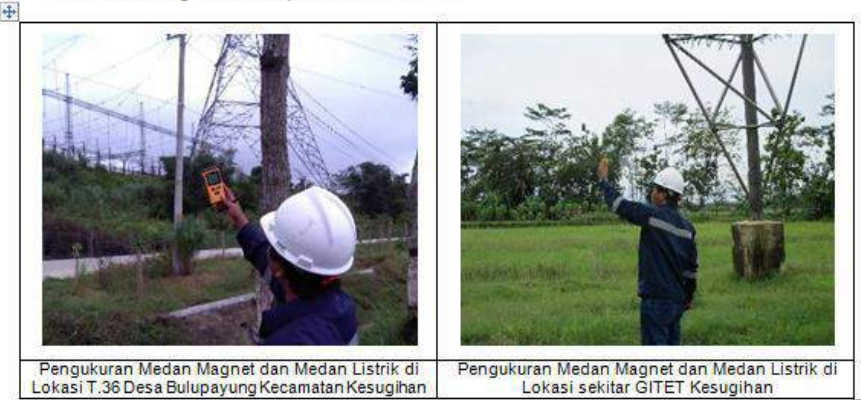 Pengukuran Medan Magnet dan Medan Listrik di
Lokasi T.36 Desa Bulupayung Kecamatan Kesugihan
Pengukuran Medan Magnet dan Medan Listrik di
Lokasi sekitar GITET Kesugihan